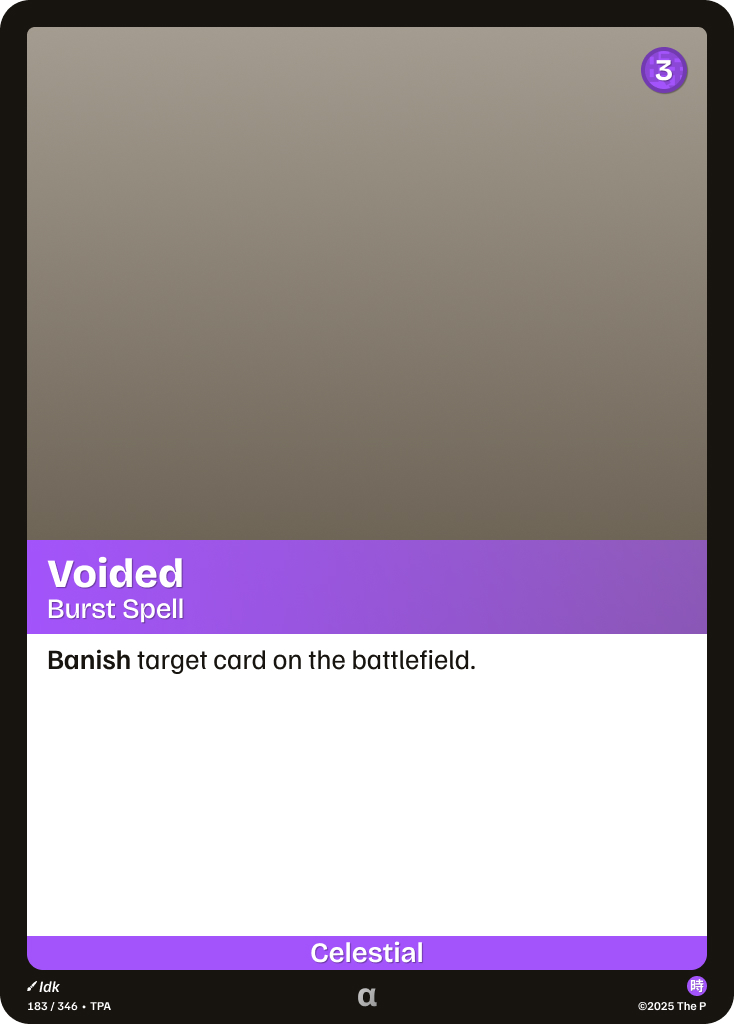 3
Voided
Burst Spell
Banish target card on the battlefield.
Celestial
Idk
α
時
183 / 346 • TPA
©2025 The P